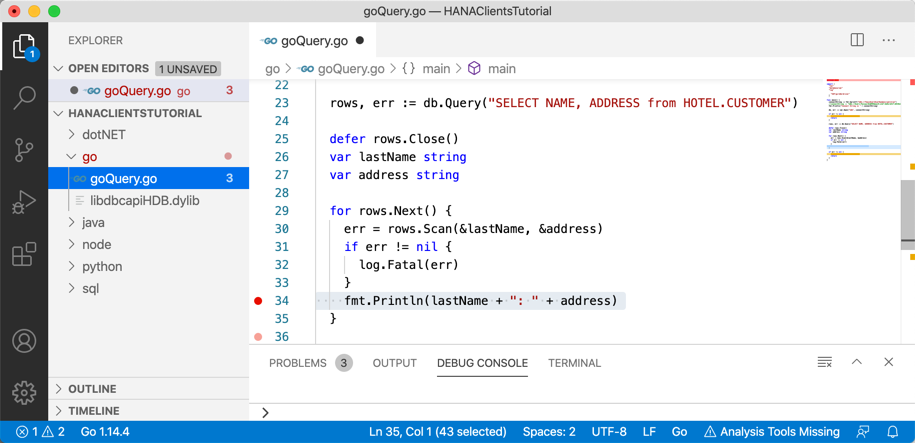 goQuery.go — HANAClientsTutorial
EXPLORER
OPEN EDITORS 1 UNSAVED
goQuery.go go 3
HANACLIENTSTUTORIAL
dotNET
go
goQuery.go 3
libdbcapiHDB.dylib
java
node
python
sql
OUTLINE
TIMELINE
1
goQuery.go
go > goQuery.go > {} main > main
22
23 rows, err := db.Query("SELECT NAME, ADDRESS from HOTEL.CUSTOMER")
24
25 defer rows.Close()
26 var lastName string
27 var address string
28
29 for rows.Next() {
30 err = rows.Scan(&lastName, &address)
31 if err != nil {
32 log.Fatal(err)
33 }
34 fmt.Println(lastName + ": " + address)
35 }
36
PROBLEMS 3 OUTPUT DEBUG CONSOLE TERMINAL
>
1 2 Go 1.14.4 Ln 35, Col 1 (43 selected) Spaces: 2 UTF-8 LF Go Analysis Tools Missing